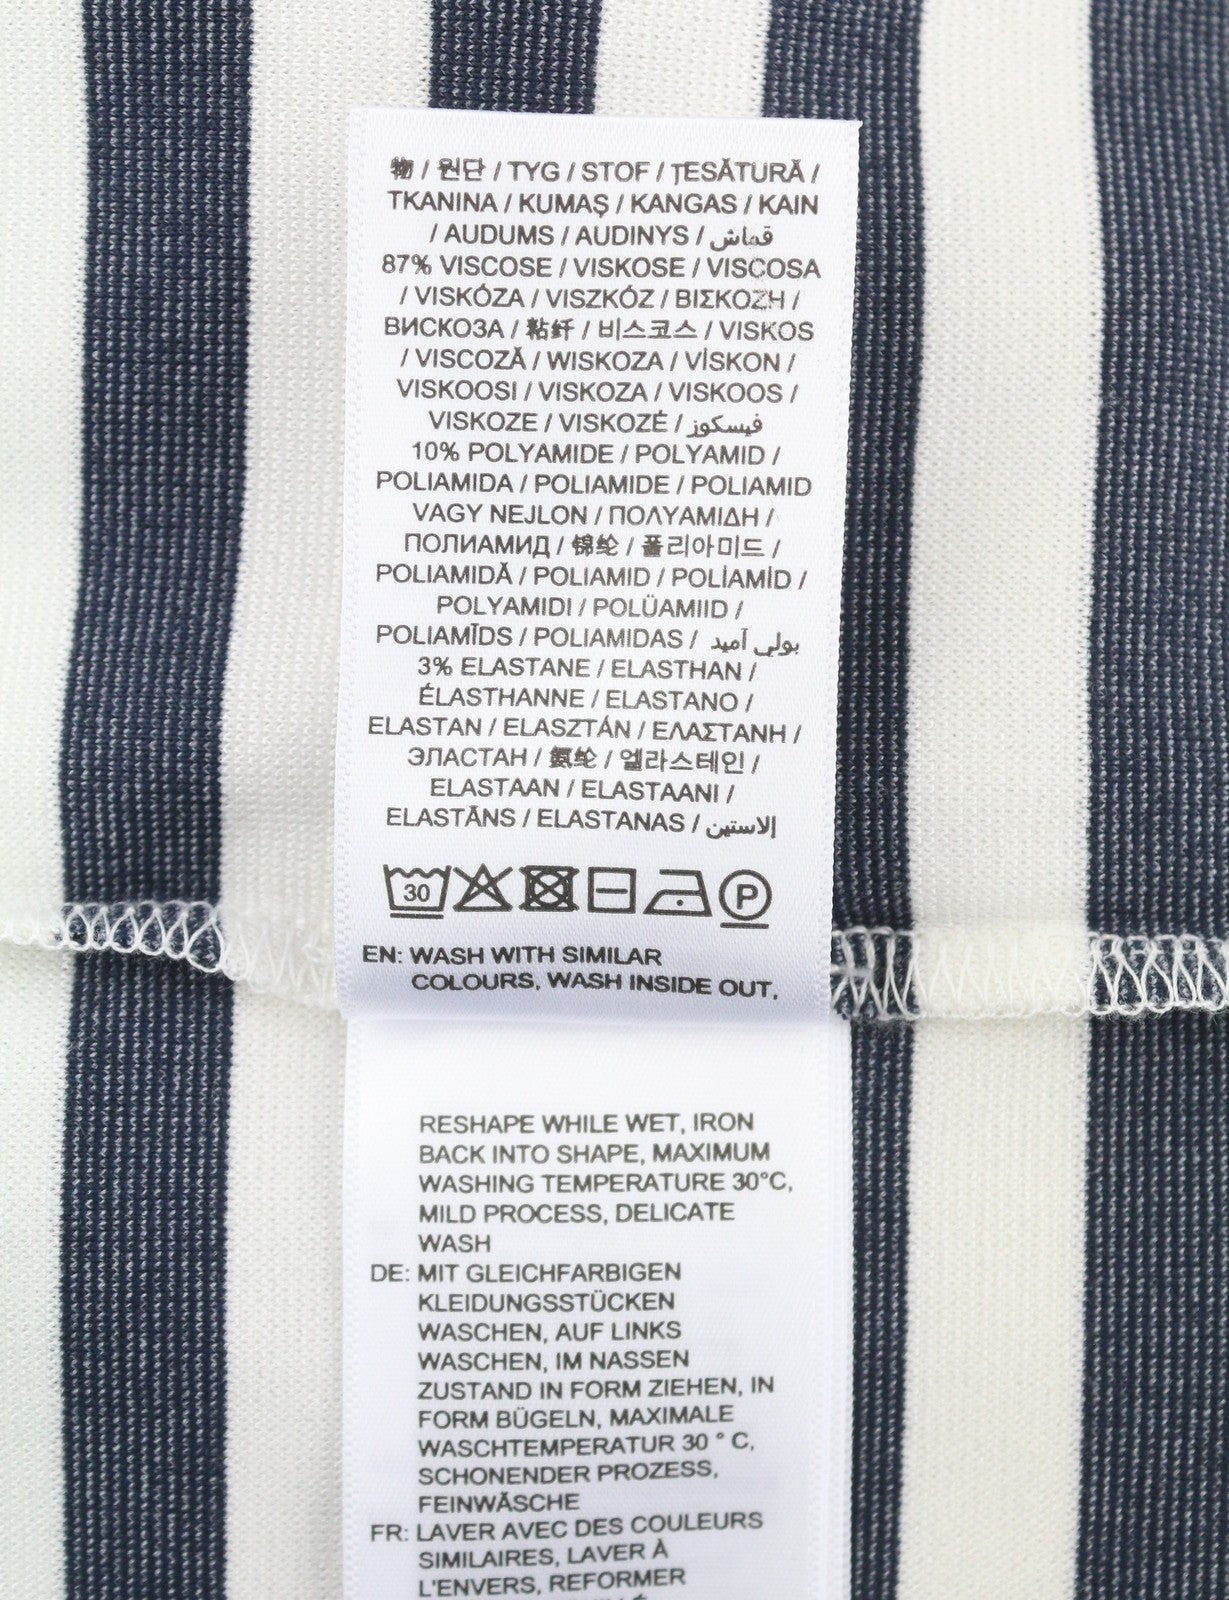 物 / 원단 / TYG / STOF / ŢESĂTURĂ /
TKANINA / KUMAŞ / KANGAS / KAIN
/ AUDUMS / AUDINYS / قماش
87% VISCOSE / VISKOSE / VISCOSA
/ VISKÓZA / VISZKÓZ / ΒΙΣΚΟΖΗ /
ВИСКОЗА / 粘纤 / 비스코스 / VISKOS
/ VISCOZĂ / WISKOZA / VİSKON /
VISKOOSI / VISKOZA / VISKOOS /
VISKOZE / VISKOZÉ / فيسكوز
10% POLYAMIDE / POLYAMID /
POLIAMIDA / POLIAMIDE / POLIAMID
VAGY NEJLON / ΠΟΛΥΑΜΙΔΗ /
ПОЛИАМИД / 锦纶 / 폴리아미드 /
POLIAMIDĂ / POLIAMID / POLİAMİD /
POLYAMIDI / POLÜAMIID /
POLIAMĪDS / POLIAMIDAS / بولي آميد
3% ELASTANE / ELASTHAN /
ÉLASTHANNE / ELASTANO /
ELASTAN / ELASZTÁN / ΕΛΑΣΤΑΝΗ /
ЭЛАСТАН / 氨纶 / 엘라스테인 /
ELASTAAN / ELASTAANI /
ELASTĀNS / ELASTANAS / إلاستين
30 P
EN: WASH WITH SIMILAR
COLOURS, WASH INSIDE OUT,
RESHAPE WHILE WET, IRON
BACK INTO SHAPE, MAXIMUM
WASHING TEMPERATURE 30°C,
MILD PROCESS, DELICATE
WASH
DE: MIT GLEICHFARBIGEN
KLEIDUNGSSTÜCKEN
WASCHEN, AUF LINKS
WASCHEN, IM NASSEN
ZUSTAND IN FORM ZIEHEN, IN
FORM BÜGELN, MAXIMALE
WASCHTEMPERATUR 30 ° C,
SCHONENDER PROZESS,
FEINWÄSCHE
FR: LAVER AVEC DES COULEURS
SIMILAIRES, LAVER À
L'ENVERS, REFORMER